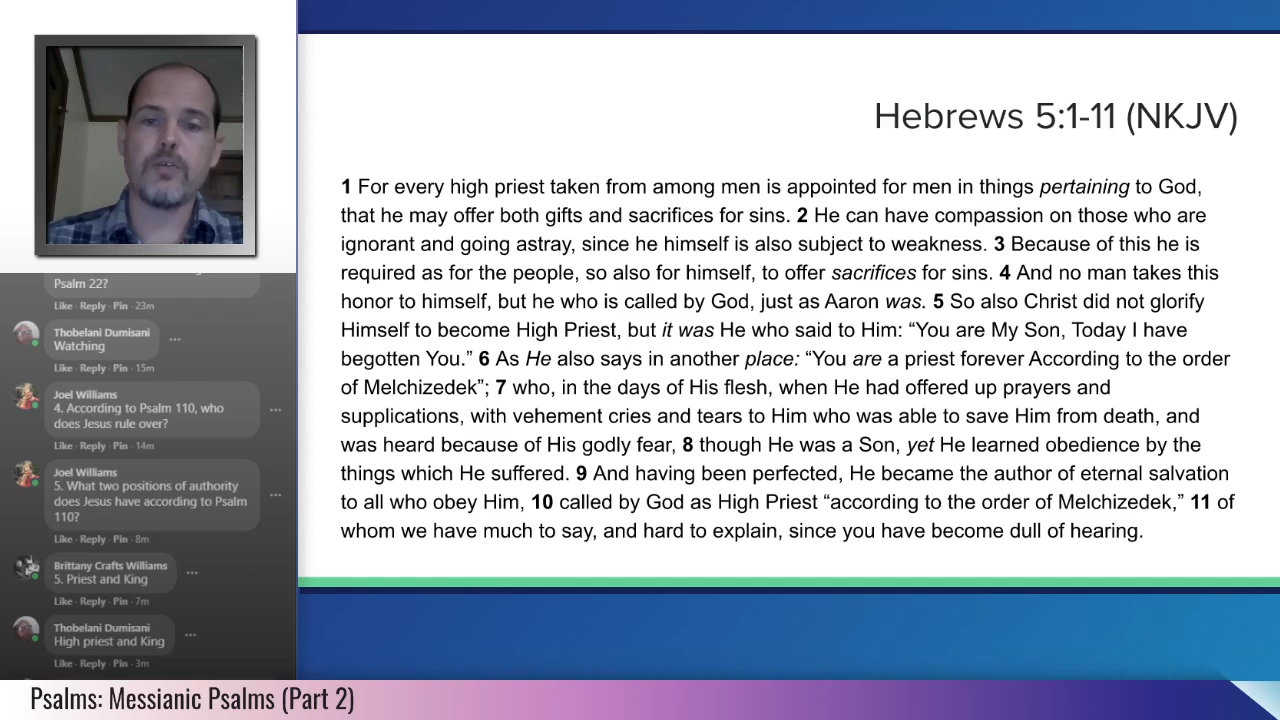 Hebrews 5:1-11 (NKJV)
1 For every high priest taken from among men is appointed for men in things pertaining to God,
that he may offer both gifts and sacrifices for sins. 2 He can have compassion on those who are
ignorant and going astray, since he himself is also subject to weakness. 3 Because of this he is
required as for the people, so also for himself, to offer sacrifices for sins. 4 And no man takes this
honor to himself, but he who is called by God, just as Aaron was. 5 So also Christ did not glorify
Himself to become High Priest, but it was He who said to Him: “You are My Son, Today I have
begotten You.” 6 As He also says in another place: “You are a priest forever According to the order
of Melchizedek”; 7 who, in the days of His flesh, when He had offered up prayers and
supplications, with vehement cries and tears to Him who was able to save Him from death, and
was heard because of His godly fear, 8 though He was a Son, yet He learned obedience by the
things which He suffered. 9 And having been perfected, He became the author of eternal salvation
to all who obey Him, 10 called by God as High Priest “according to the order of Melchizedek,” 11 of
whom we have much to say, and hard to explain, since you have become dull of hearing.
Psalm 22?
Like · Reply · Pin · 23m
Thobelani Dumisani
Watching
Like · Reply · Pin · 15m
Joel Williams
4. According to Psalm 110, who
does Jesus rule over?
Like · Reply · Pin · 14m
Joel Williams
5. What two positions of authority
does Jesus have according to Psalm
110?
Like · Reply · Pin · 8m
Brittany Crafts Williams
5. Priest and King
Like · Reply · Pin · 7m
Thobelani Dumisani
High priest and King
Like · Reply · Pin · 3m
Psalms: Messianic Psalms (Part 2)